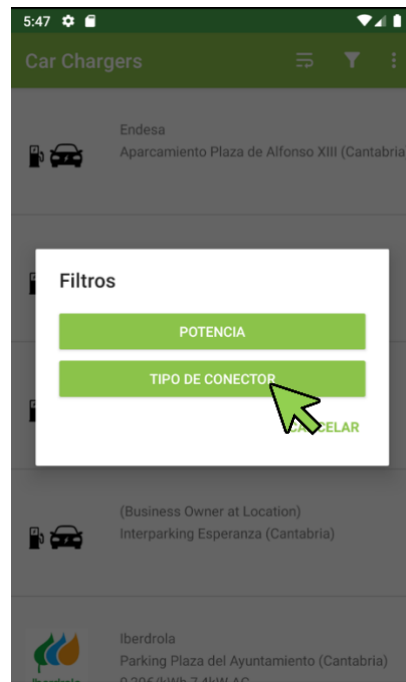 5:47
Car Chargers
Endesa
Aparcamiento Plaza de Alfonso XIII (Cantabria
Filtros
POTENCIA
TIPO DE CONECTOR
CANCELAR
(Business Owner at Location)
Interparking Esperanza (Cantabria)
Iberdrola
Parking Plaza del Ayuntamiento (Cantabria)